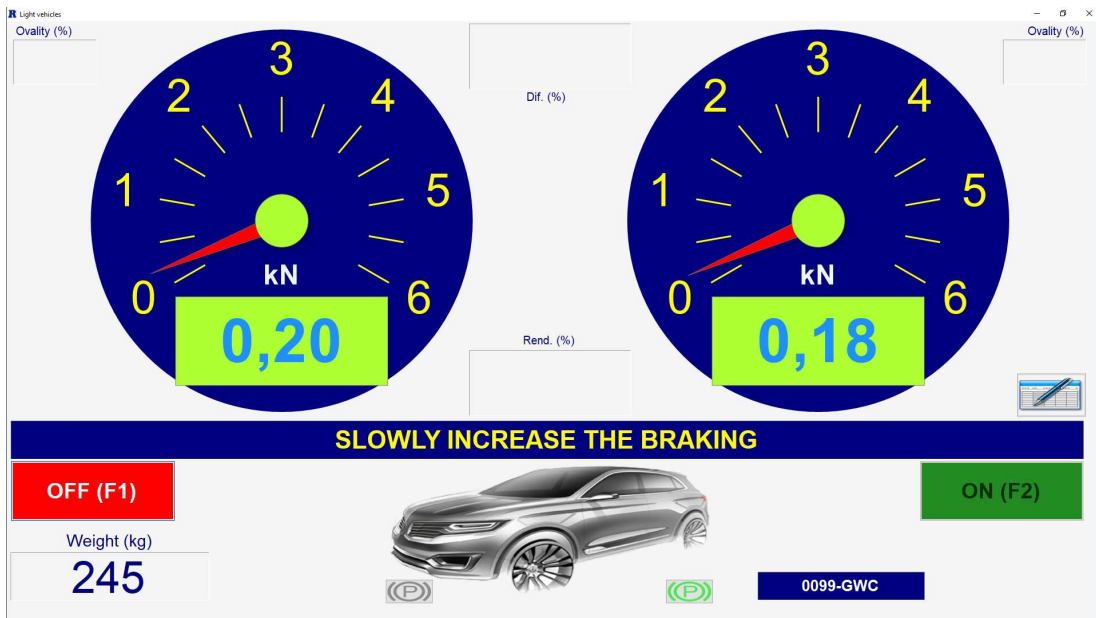 R Light vehicles
Ovality (%)
Ovality (%)
Dif. (%)
0
1
2
3
4
5
6
kN
0,20
0
1
2
3
4
5
6
kN
0,18
Rend. (%)
SLOWLY INCREASE THE BRAKING
OFF (F1)
ON (F2)
Weight (kg)
245
(P)
(P)
0099-GWC